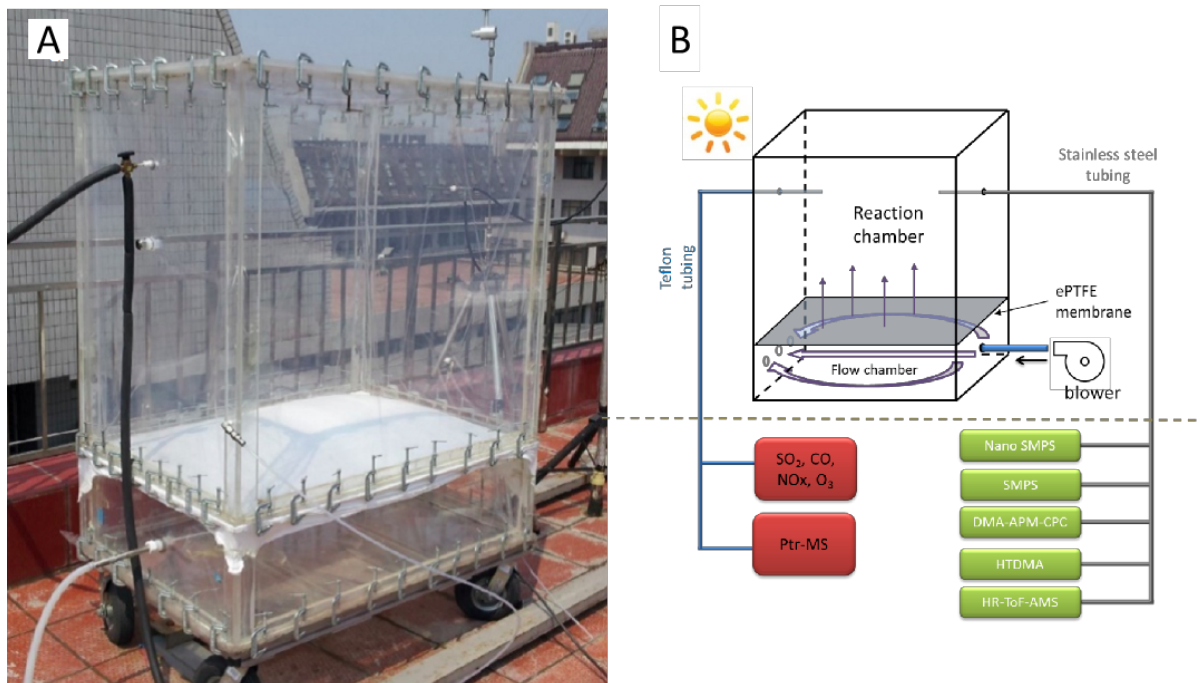 A
B
Stainless steel
tubing
Reaction
chamber
Teflon
tubing
ePTFE
membrane
Flow chamber
blower
SO₂, CO,
NOx, O₃
Ptr-MS
Nano SMPS
SMPS
DMA-APM-CPC
HTDMA
HR-ToF-AMS